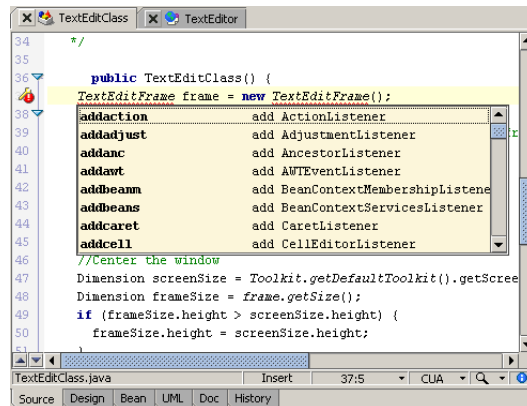 TextEditClass TextEditor
34 */
35
36 public TextEditClass() {
TextEditFrame frame = new TextEditFrame();
38
39
40
41
42
43
44
45
addaction add ActionListener
addadjust add AdjustmentListener
addanc add AncestorListener
addawt add AWTEventListener
addbeanm add BeanContextMembershipListene
addbeans add BeanContextServicesListener
addcaret add CaretListener
addcell add CellEditorListener
46 //Center the window
47 Dimension screenSize = Toolkit.getDefaultToolkit().getScree
48 Dimension frameSize = frame.getSize();
49 if (frameSize.height > screenSize.height) {
50 frameSize.height = screenSize.height;
51 }
TextEditClass.java Insert 37:5 CUA
Source Design Bean UML Doc History